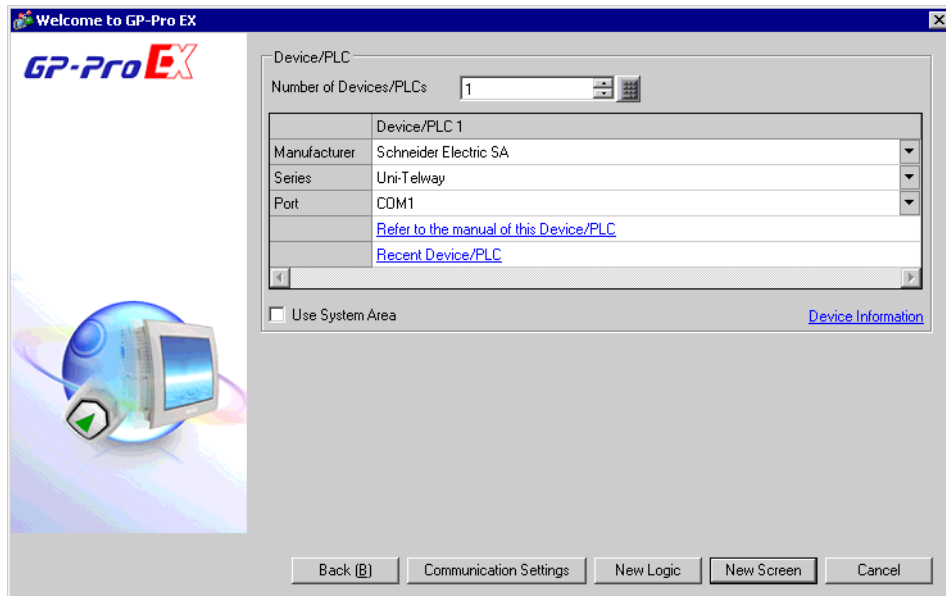 Welcome to GP-Pro EX
GP-Pro EX
Device/PLC
Number of Devices/PLCs 1
Device/PLC 1
Manufacturer Schneider Electric SA
Series Uni-Telway
Port COM1
Refer to the manual of this Device/PLC
Recent Device/PLC
Use System Area Device Information
Back (B) Communication Settings New Logic New Screen Cancel